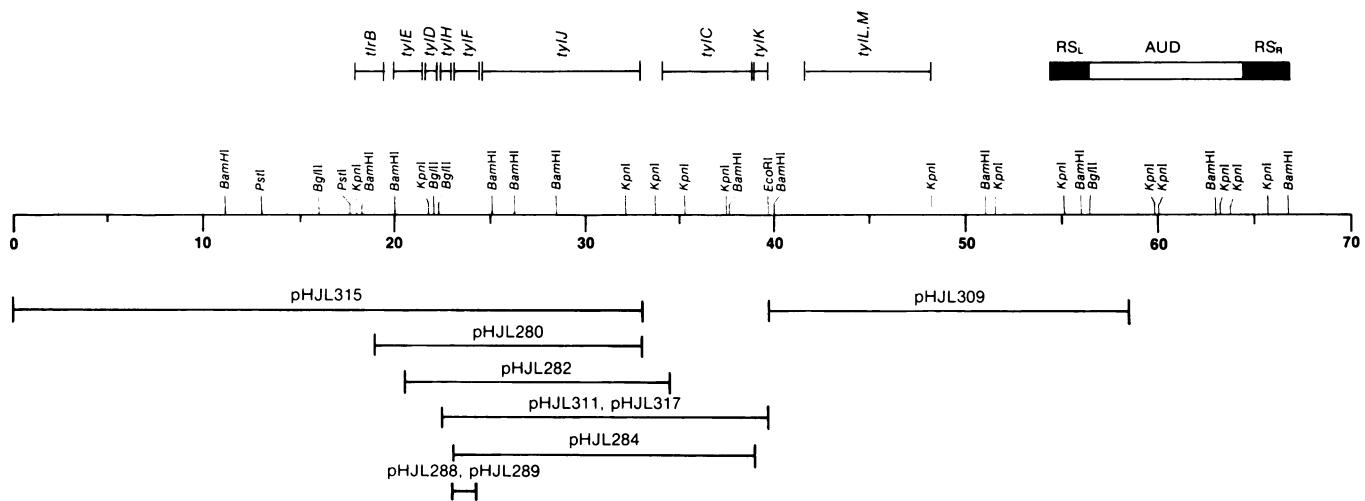 tlrB tylE tylD tylH tylF tylJ tylC tylK tylL,M
RSL AUD RSR
BamHI PstI BglII PstI KpnI BamHI BamHI KpnI BglII BglII BamHI BamHI BamHI KpnI KpnI KpnI KpnI BamHI EcoRI BamHI KpnI BamHI KpnI KpnI BamHI BglII KpnI KpnI BamHI KpnI KpnI KpnI BamHI
0 10 20 30 40 50 60 70
pHJL315 pHJL309
pHJL280
pHJL282
pHJL311, pHJL317
pHJL284
pHJL288, pHJL289